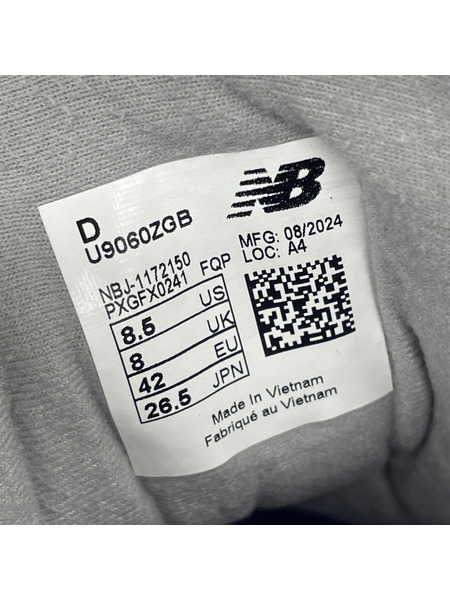 D
U9060ZGB
NB
NBJ-1172150
PXGFX0241 FQP
MFG: 08/2024
LOC: A4
8.5 US
8 UK
42 EU
26.5 JPN
Made In Vietnam
Fabriqué au Vietnam